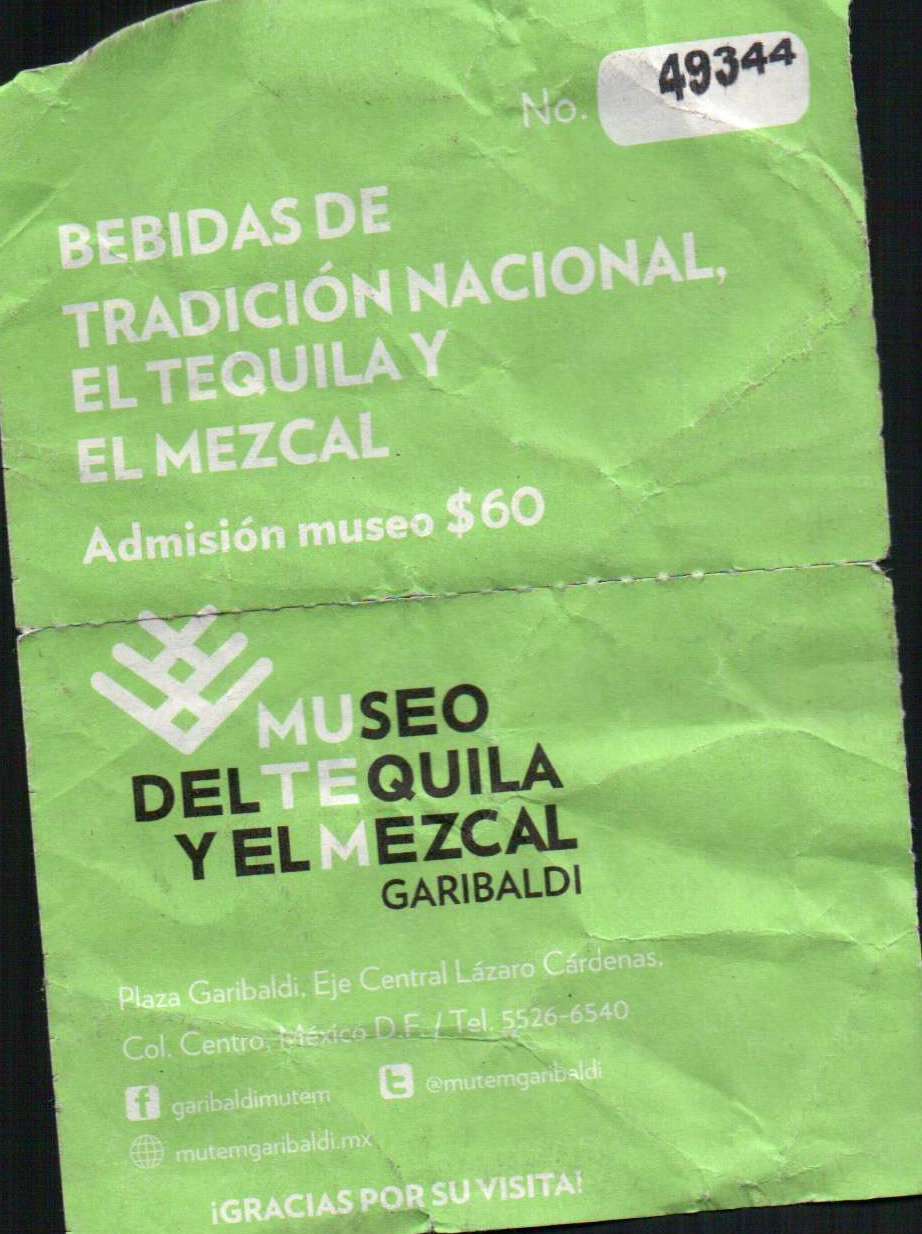 No. 49344
BEBIDAS DE
TRADICIÓN NACIONAL,
EL TEQUILA Y
EL MEZCAL
Admisión museo $60
MUSEO
DEL TEQUILA
Y EL MEZCAL
GARIBALDI
Plaza Garibaldi, Eje Central Lázaro Cárdenas,
Col. Centro, México D.F. / Tel. 5526-6540
f garibaldimutem t @mutemgaribaldi
mutemgaribaldi.mx
¡GRACIAS POR SU VISITA!